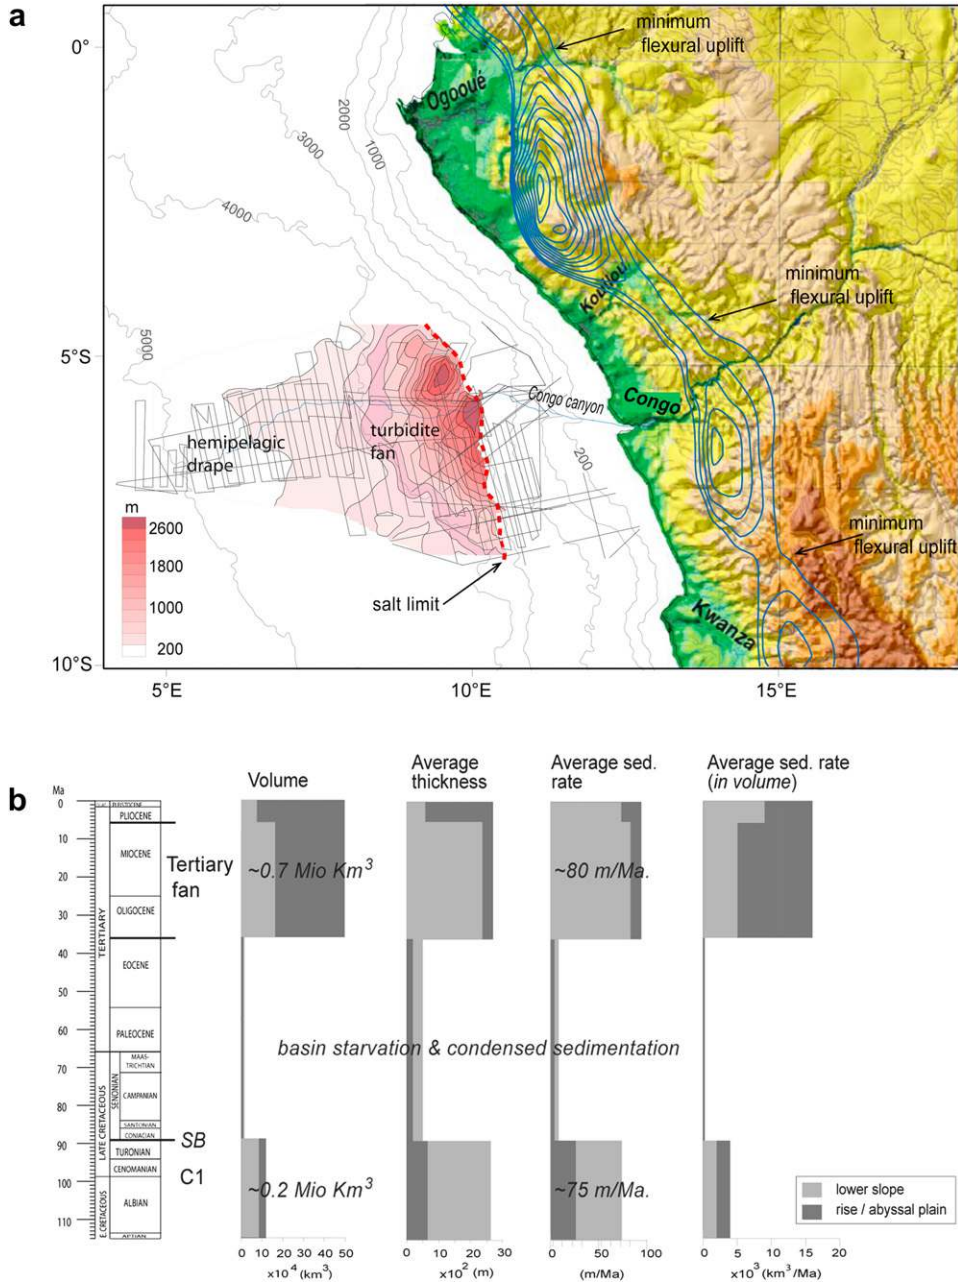 a
0°
5°S
10°S
5°E
10°E
15°E
minimum
flexural uplift
Ogooué
2000
1000
3000
4000
5000
Kouilou
minimum
flexural uplift
Congo canyon
Congo
200
turbidite
fan
hemipelagic
drape
m
2600
1800
1000
200
salt limit
minimum
flexural uplift
Kwanza
b
Volume
Average
thickness
Average sed.
rate
Average sed. rate
(in volume)
Ma
0
10
20
30
40
50
60
70
80
90
100
110
TERTIARY
LATE CRETACEOUS
E.CRETACEOUS
SENONIAN
PLEISTOCENE
PLIOCENE
MIOCENE
OLIGOCENE
EOCENE
PALEOCENE
MAAS-
TRICHTIAN
CAMPANIAN
SANTONIAN
CONIACIAN
TURONIAN
CENOMANIAN
ALBIAN
APTIAN
Tertiary
fan
SB
C1
~0.7 Mio Km³
~80 m/Ma.
basin starvation & condensed sedimentation
~0.2 Mio Km³
~75 m/Ma.
lower slope
rise / abyssal plain
0 10 20 30 40 50
x10⁴ (km³)
0 30
x10² (m)
0 100
(m/Ma)
0 5 10 15 20
x10³ (km³/Ma)